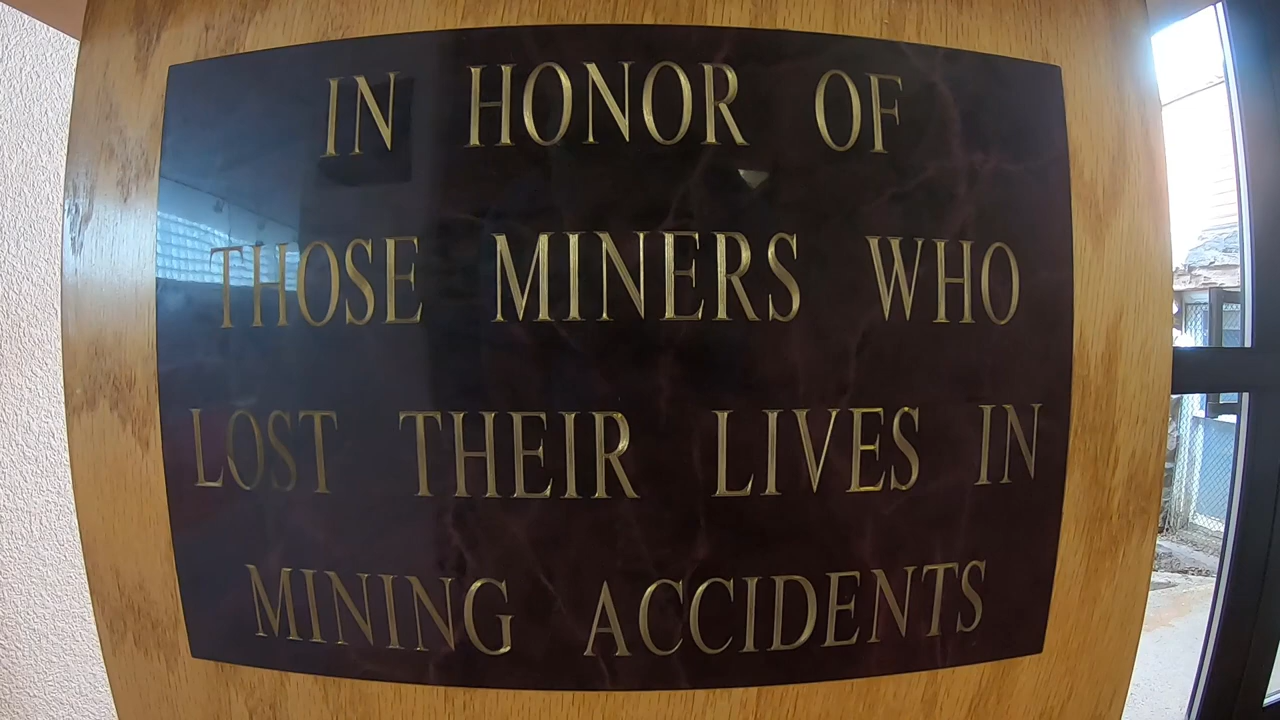 IN HONOR OF
THOSE MINERS WHO
LOST THEIR LIVES IN
MINING ACCIDENTS